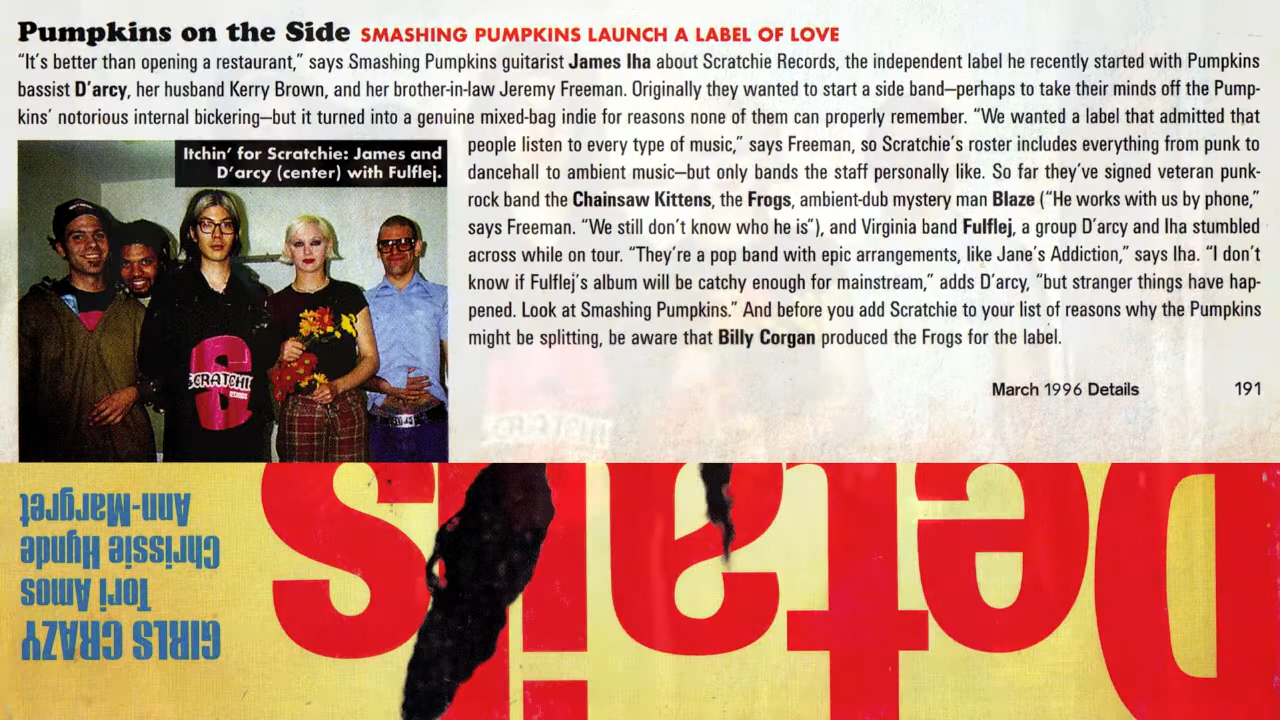 Pumpkins on the Side SMASHING PUMPKINS LAUNCH A LABEL OF LOVE
“It's better than opening a restaurant,” says Smashing Pumpkins guitarist James Iha about Scratchie Records, the independent label he recently started with Pumpkins
bassist D'arcy, her husband Kerry Brown, and her brother-in-law Jeremy Freeman. Originally they wanted to start a side band—perhaps to take their minds off the Pump-
kins' notorious internal bickering—but it turned into a genuine mixed-bag indie for reasons none of them can properly remember. “We wanted a label that admitted that
people listen to every type of music,” says Freeman, so Scratchie's roster includes everything from punk to
dancehall to ambient music—but only bands the staff personally like. So far they've signed veteran punk-
rock band the Chainsaw Kittens, the Frogs, ambient-dub mystery man Blaze (“He works with us by phone,”
says Freeman. “We still don't know who he is”), and Virginia band Fulflej, a group D'arcy and Iha stumbled
across while on tour. “They're a pop band with epic arrangements, like Jane's Addiction,” says Iha. “I don't
know if Fulflej's album will be catchy enough for mainstream,” adds D'arcy, “but stranger things have hap-
pened. Look at Smashing Pumpkins.” And before you add Scratchie to your list of reasons why the Pumpkins
might be splitting, be aware that Billy Corgan produced the Frogs for the label.
Itchin' for Scratchie: James and
D'arcy (center) with Fulflej.
SCRATCHIE
RECORDS
March 1996 Details 191
Details
GIRLS CRAZY
Tori Amos
Chrissie Hynde
Ann-Margret